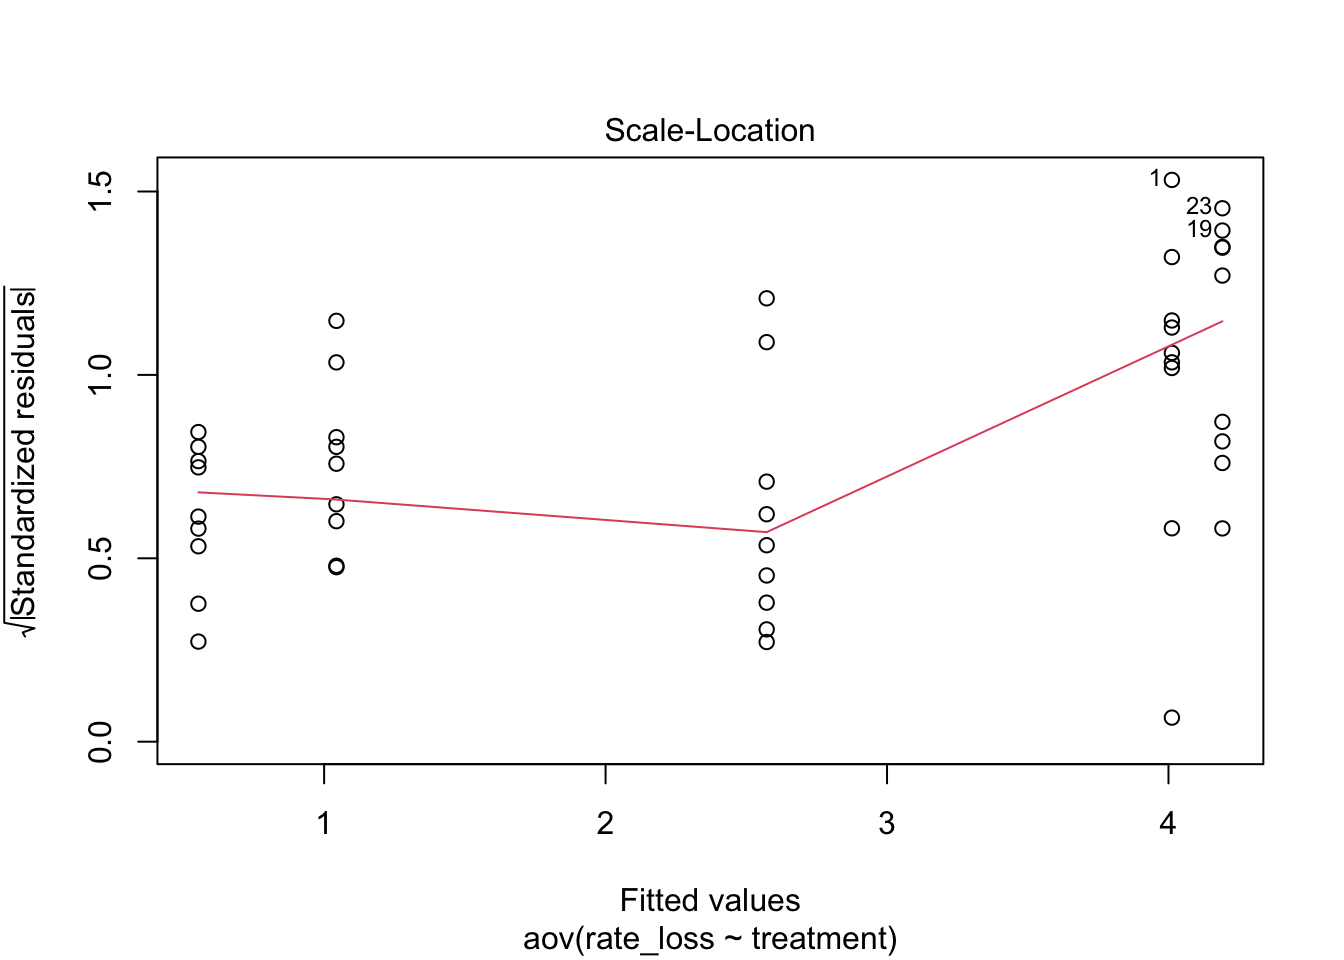 Scale-Location
√|Standardized residuals|
1.5
1.0
0.5
0.0
1
23
19
1 2 3 4
Fitted values
aov(rate_loss ~ treatment)